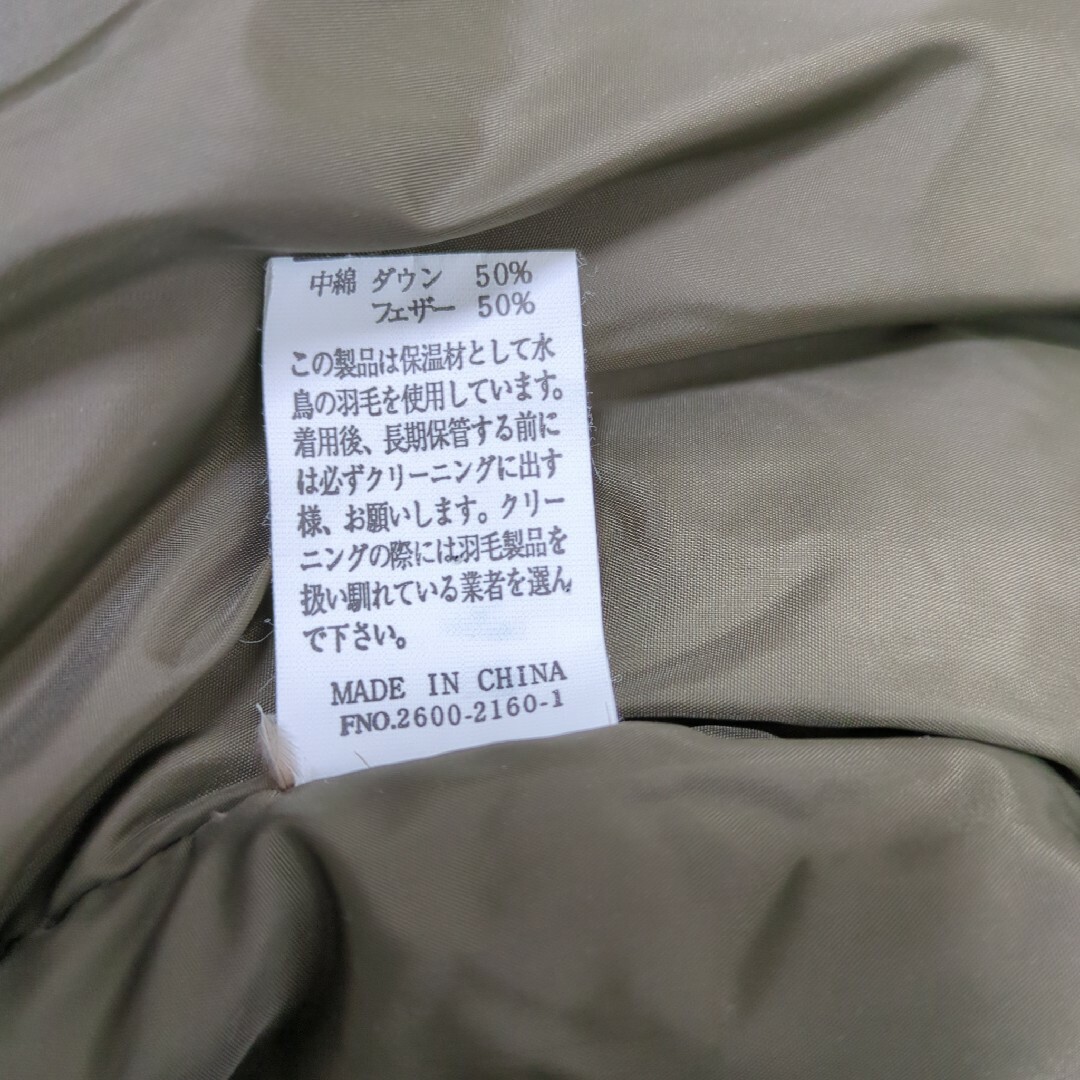 中綿 ダウン 50%
フェザー 50%
この製品は保温材として水
鳥の羽毛を使用しています。
着用後、長期保管する前に
は必ずクリーニングに出す
様、お願いします。クリー
ニングの際には羽毛製品を
扱い馴れている業者を選ん
で下さい。
MADE IN CHINA
FNO.2600-2160-1